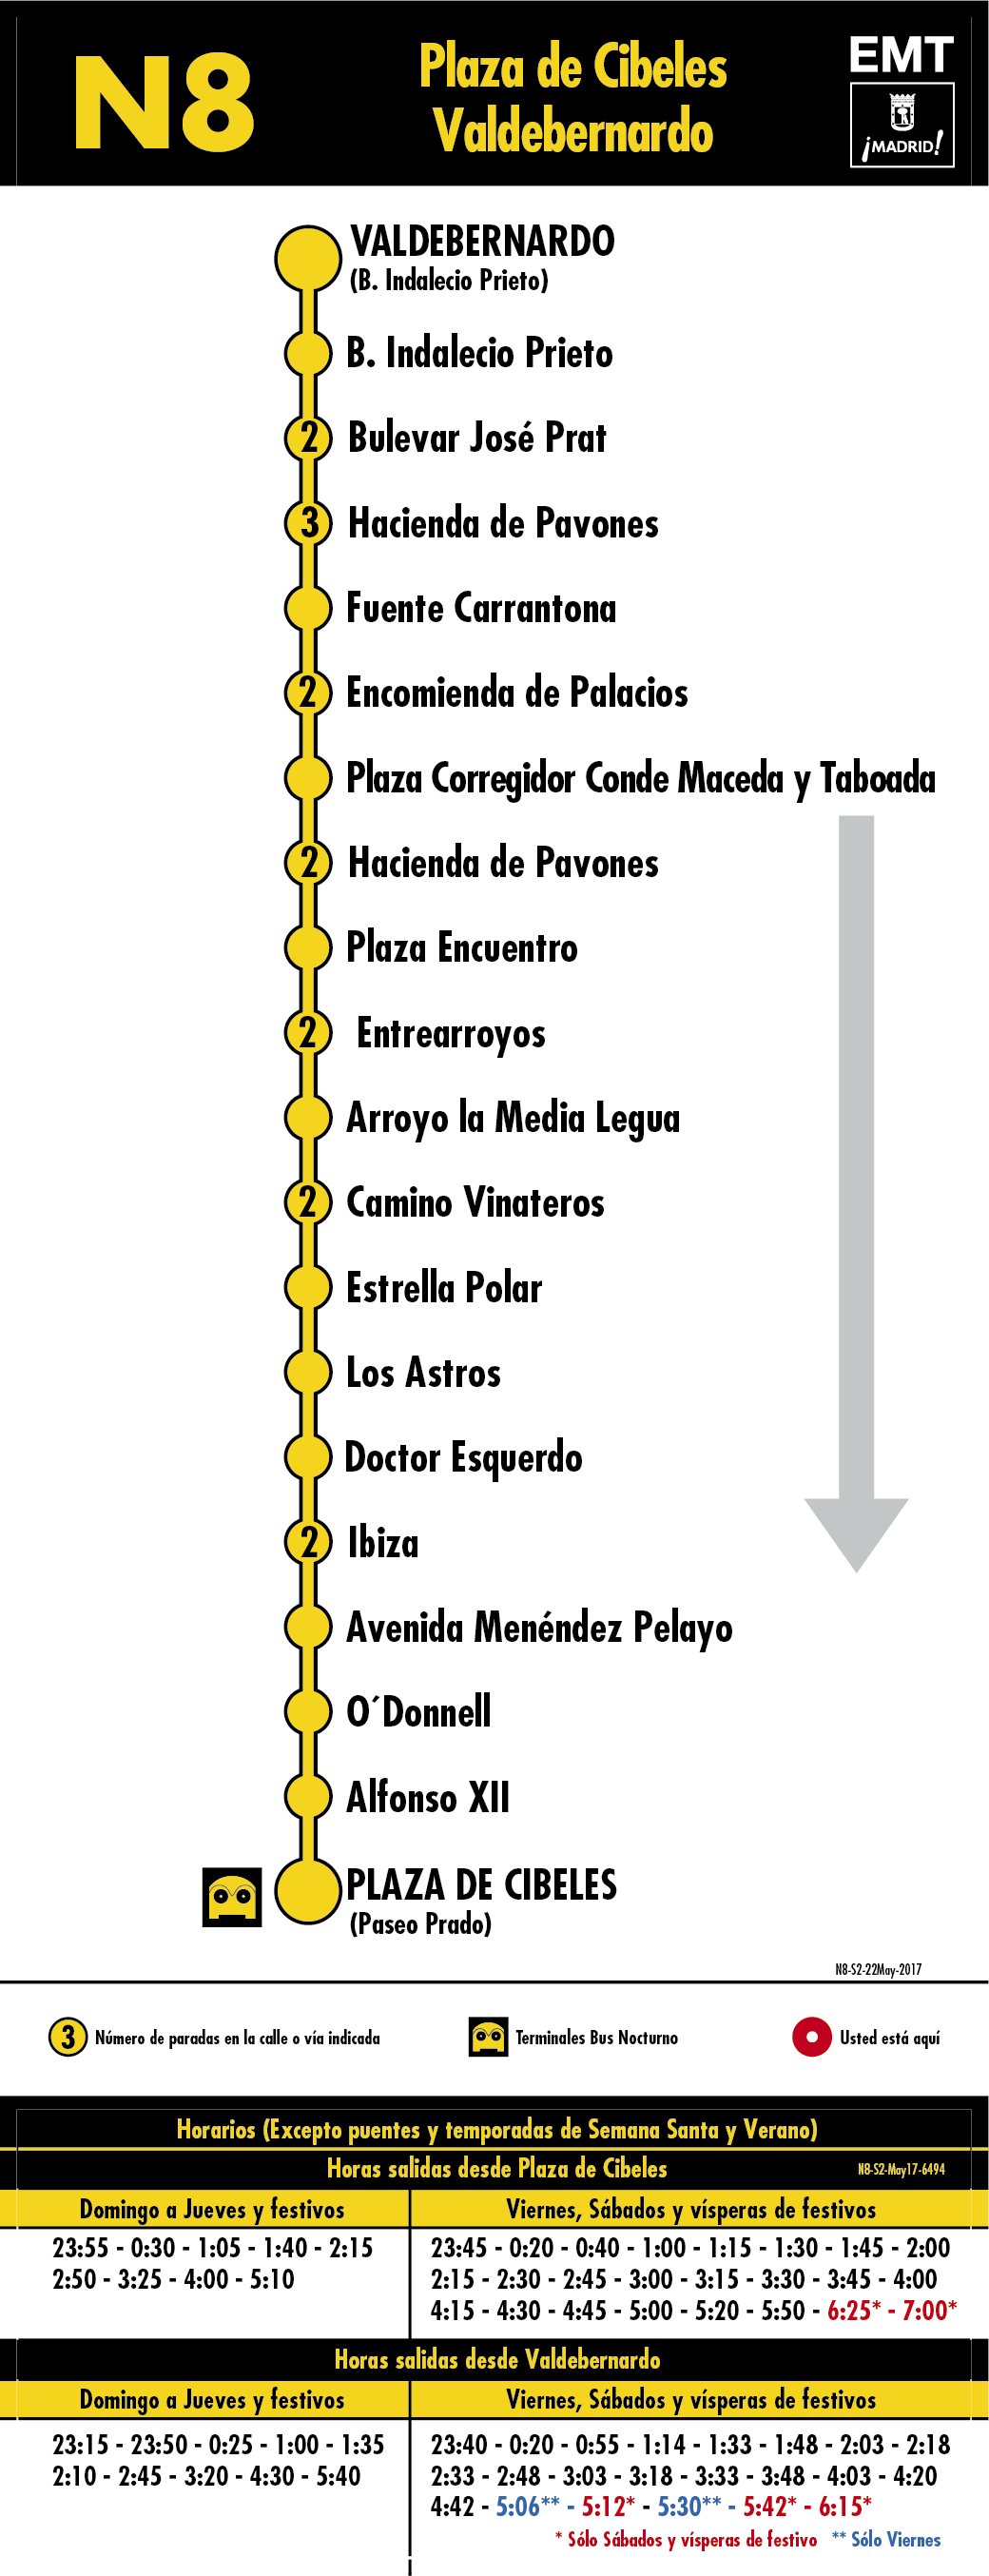 N8
Plaza de Cibeles
Valdebernardo
EMT
¡MADRID!
VALDEBERNARDO
(B. Indalecio Prieto)
B. Indalecio Prieto
2 Bulevar José Prat
3 Hacienda de Pavones
Fuente Carrantona
2 Encomienda de Palacios
Plaza Corregidor Conde Maceda y Taboada
2 Hacienda de Pavones
Plaza Encuentro
2 Entrearroyos
Arroyo la Media Legua
2 Camino Vinateros
Estrella Polar
Los Astros
Doctor Esquerdo
2 Ibiza
Avenida Menéndez Pelayo
O´Donnell
Alfonso XII
PLAZA DE CIBELES
(Paseo Prado)
N8-S2-22May-2017
3 Número de paradas en la calle o vía indicada
Terminales Bus Nocturno
Usted está aquí
Horarios (Excepto puentes y temporadas de Semana Santa y Verano)
Horas salidas desde Plaza de Cibeles
N8-S2-May17-6494
Domingo a Jueves y festivos
23:55 - 0:30 - 1:05 - 1:40 - 2:15
2:50 - 3:25 - 4:00 - 5:10
Viernes, Sábados y vísperas de festivos
23:45 - 0:20 - 0:40 - 1:00 - 1:15 - 1:30 - 1:45 - 2:00
2:15 - 2:30 - 2:45 - 3:00 - 3:15 - 3:30 - 3:45 - 4:00
4:15 - 4:30 - 4:45 - 5:00 - 5:20 - 5:50 - 6:25* - 7:00*
Horas salidas desde Valdebernardo
Domingo a Jueves y festivos
23:15 - 23:50 - 0:25 - 1:00 - 1:35
2:10 - 2:45 - 3:20 - 4:30 - 5:40
Viernes, Sábados y vísperas de festivos
23:40 - 0:20 - 0:55 - 1:14 - 1:33 - 1:48 - 2:03 - 2:18
2:33 - 2:48 - 3:03 - 3:18 - 3:33 - 3:48 - 4:03 - 4:20
4:42 - 5:06** - 5:12* - 5:30** - 5:42* - 6:15*
* Sólo Sábados y vísperas de festivo ** Sólo Viernes